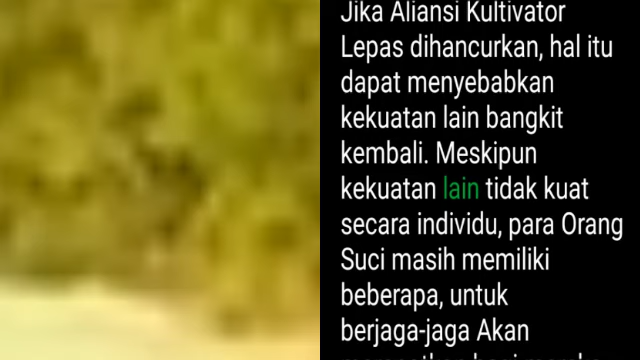 Jika Aliansi Kultivator
Lepas dihancurkan, hal itu
dapat menyebabkan
kekuatan lain bangkit
kembali. Meskipun
kekuatan lain tidak kuat
secara individu, para Orang
Suci masih memiliki
beberapa, untuk
berjaga-jaga Akan